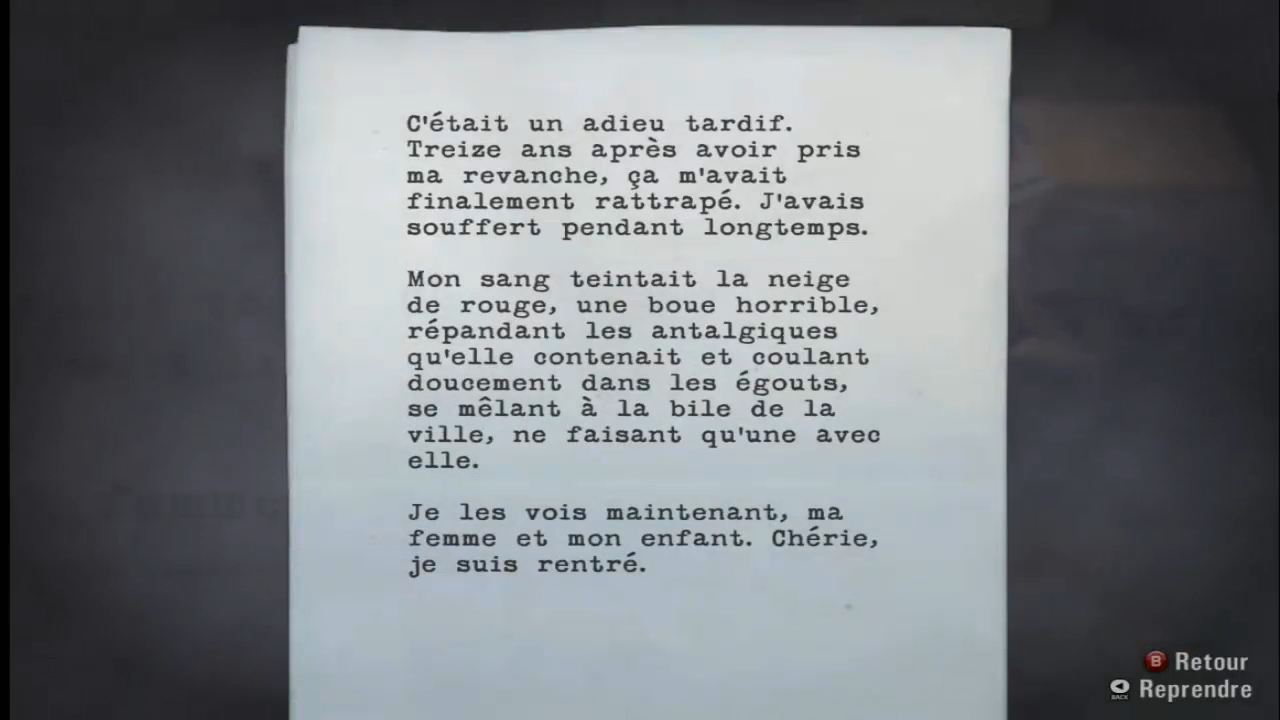 C'était un adieu tardif.
Treize ans après avoir pris
ma revanche, ça m'avait
finalement rattrapé. J'avais
souffert pendant longtemps.
Mon sang teintait la neige
de rouge, une boue horrible,
répandant les antalgiques
qu'elle contenait et coulant
doucement dans les égouts,
se mêlant à la bile de la
ville, ne faisant qu'une avec
elle.
Je les vois maintenant, ma
femme et mon enfant. Chérie,
je suis rentré.
B Retour
BACK Reprendre